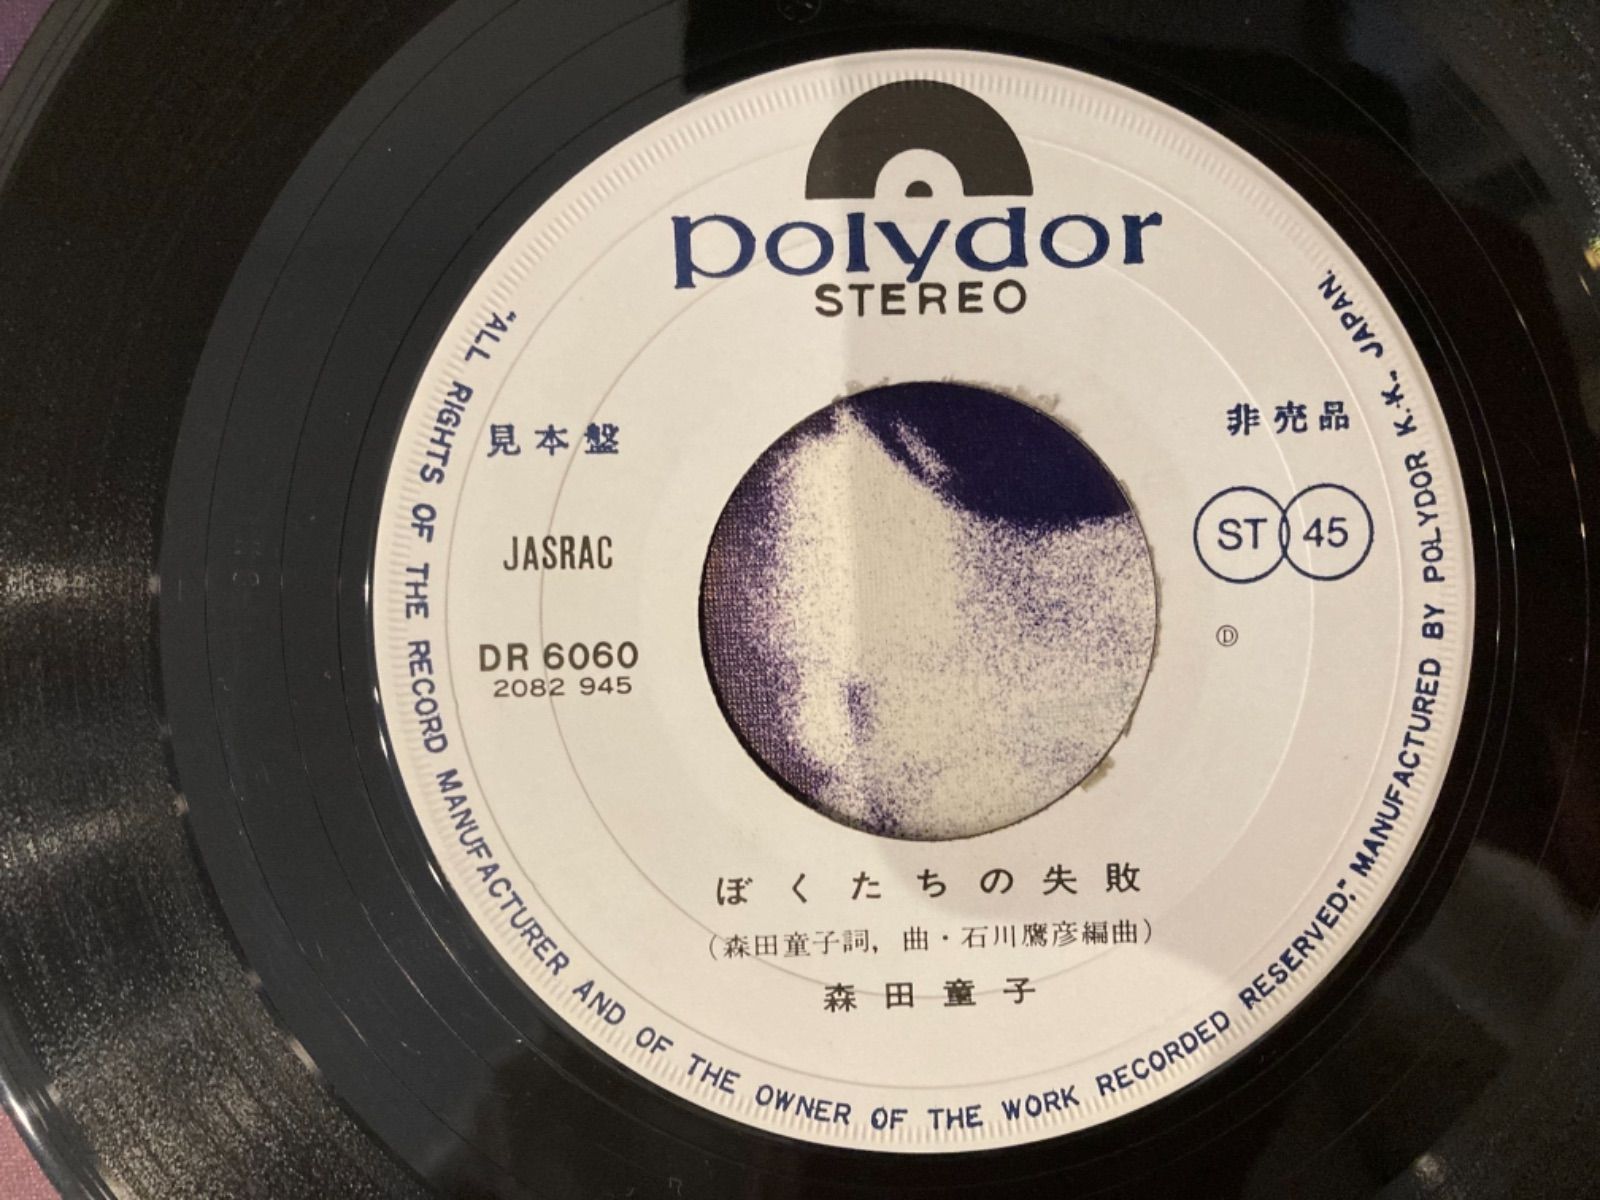 polydor
STEREO
見本盤
非売品
JASRAC
ST 45
DR 6060
2082 945
Ⓓ
ぼくたちの失敗
(森田童子詞，曲・石川鷹彦編曲)
森田童子
"ALL RIGHTS OF THE RECORD MANUFACTURER AND OF THE OWNER OF THE WORK RECORDED RESERVED," MANUFACTURED BY POLYDOR K.K., JAPAN.